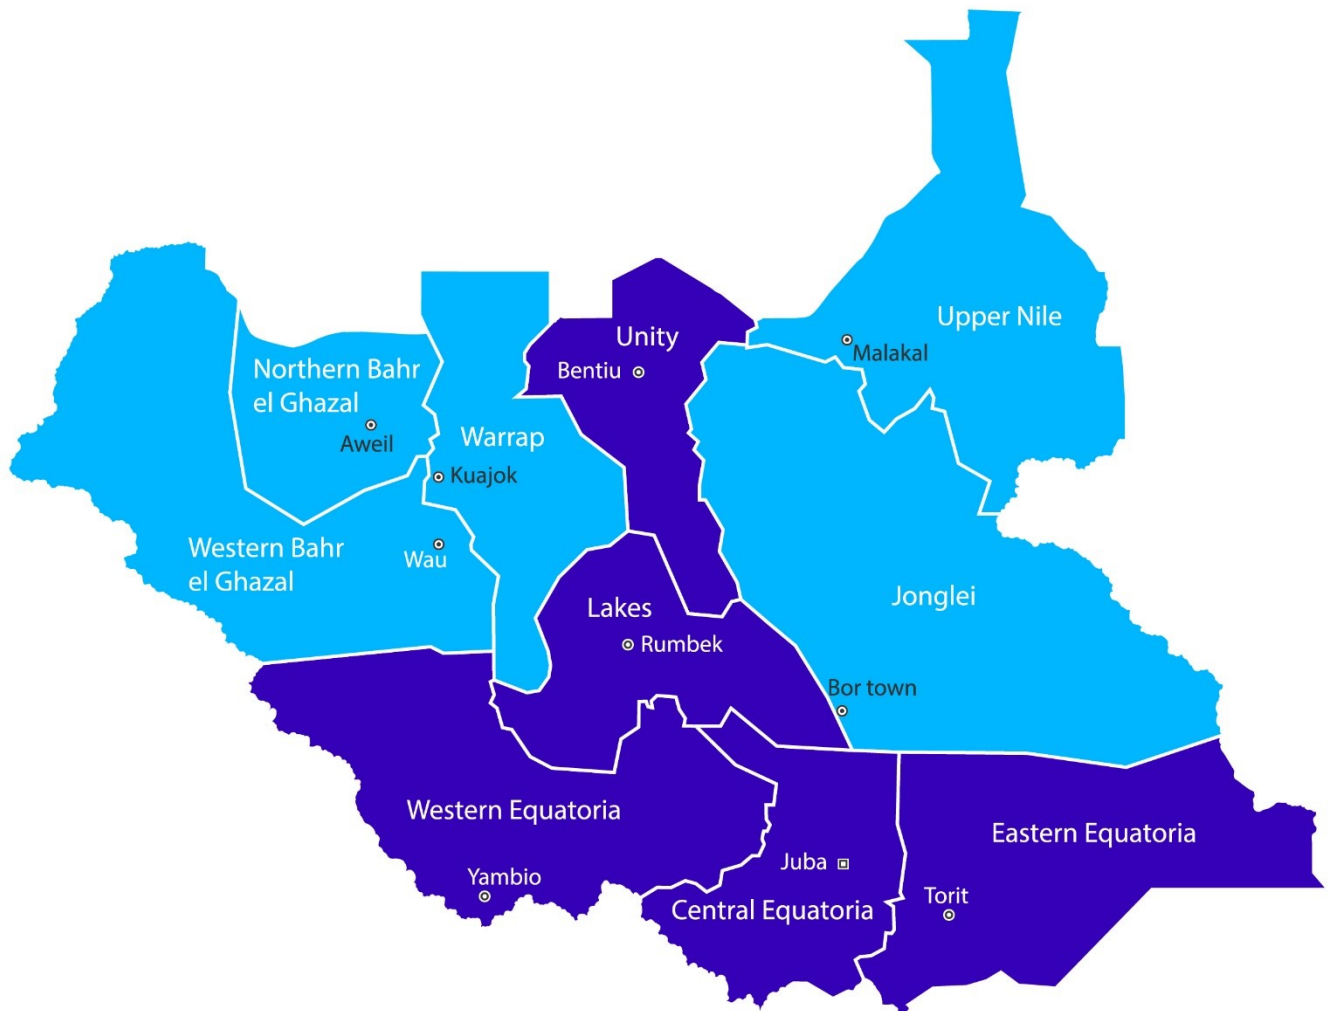 Upper Nile
Malakal
Unity
Bentiu
Northern Bahr
el Ghazal
Aweil
Warrap
Kuajok
Western Bahr
el Ghazal
Wau
Jonglei
Lakes
Rumbek
Bor town
Western Equatoria
Yambio
Juba
Central Equatoria
Eastern Equatoria
Torit